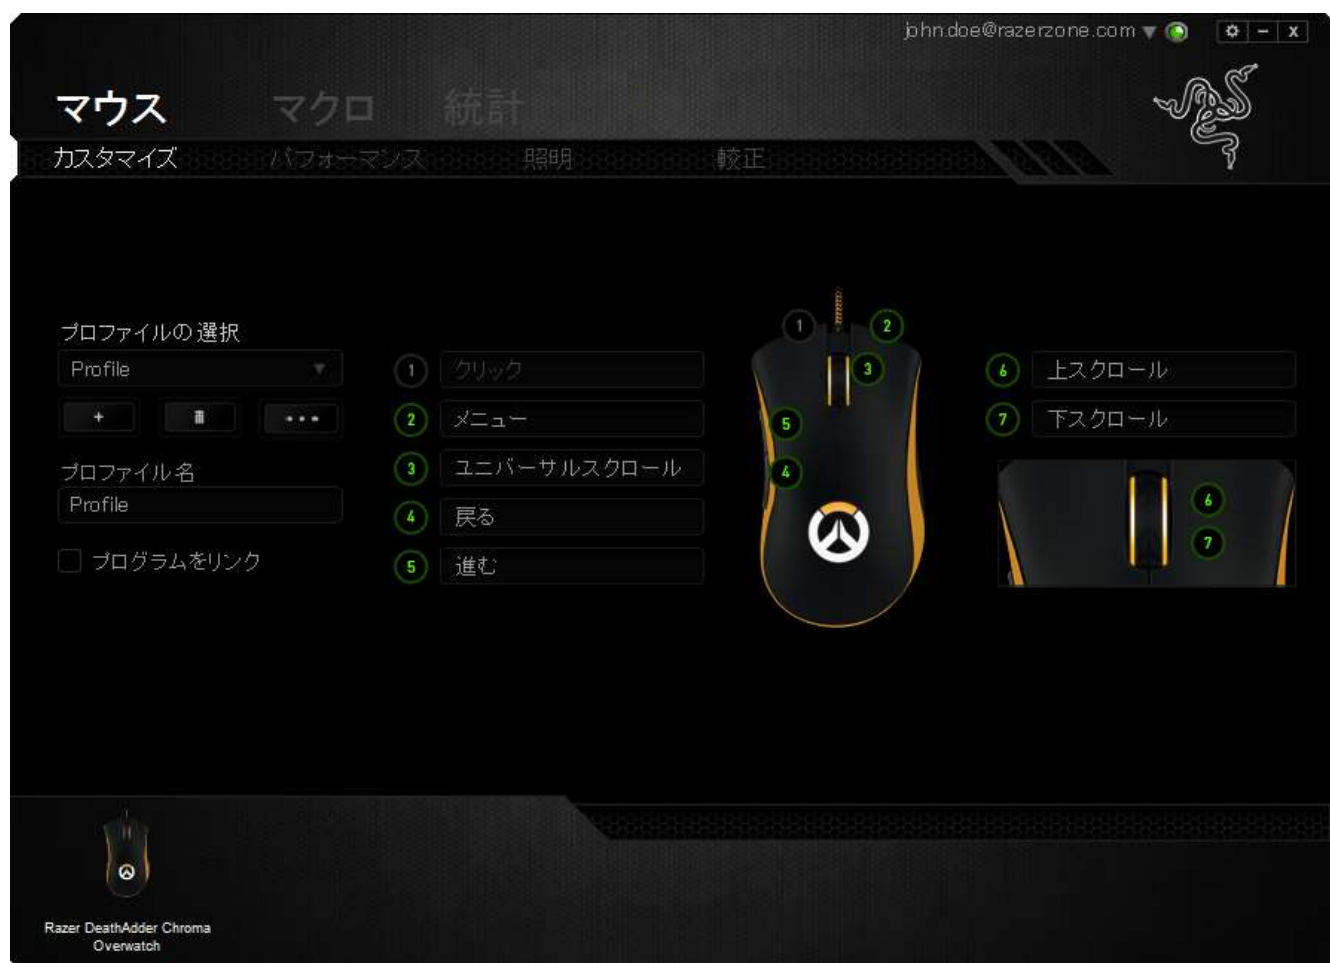 john.doe@razerzone.com
マウス マクロ 統計
カスタマイズ パフォーマンス 照明 較正
プロファイルの選択
Profile
プロファイル名
Profile
プログラムをリンク
1 クリック
2 メニュー
3 ユニバーサルスクロール
4 戻る
5 進む
1 2
3
5
4
6 上スクロール
7 下スクロール
6
7
Razer DeathAdder Chroma
Overwatch